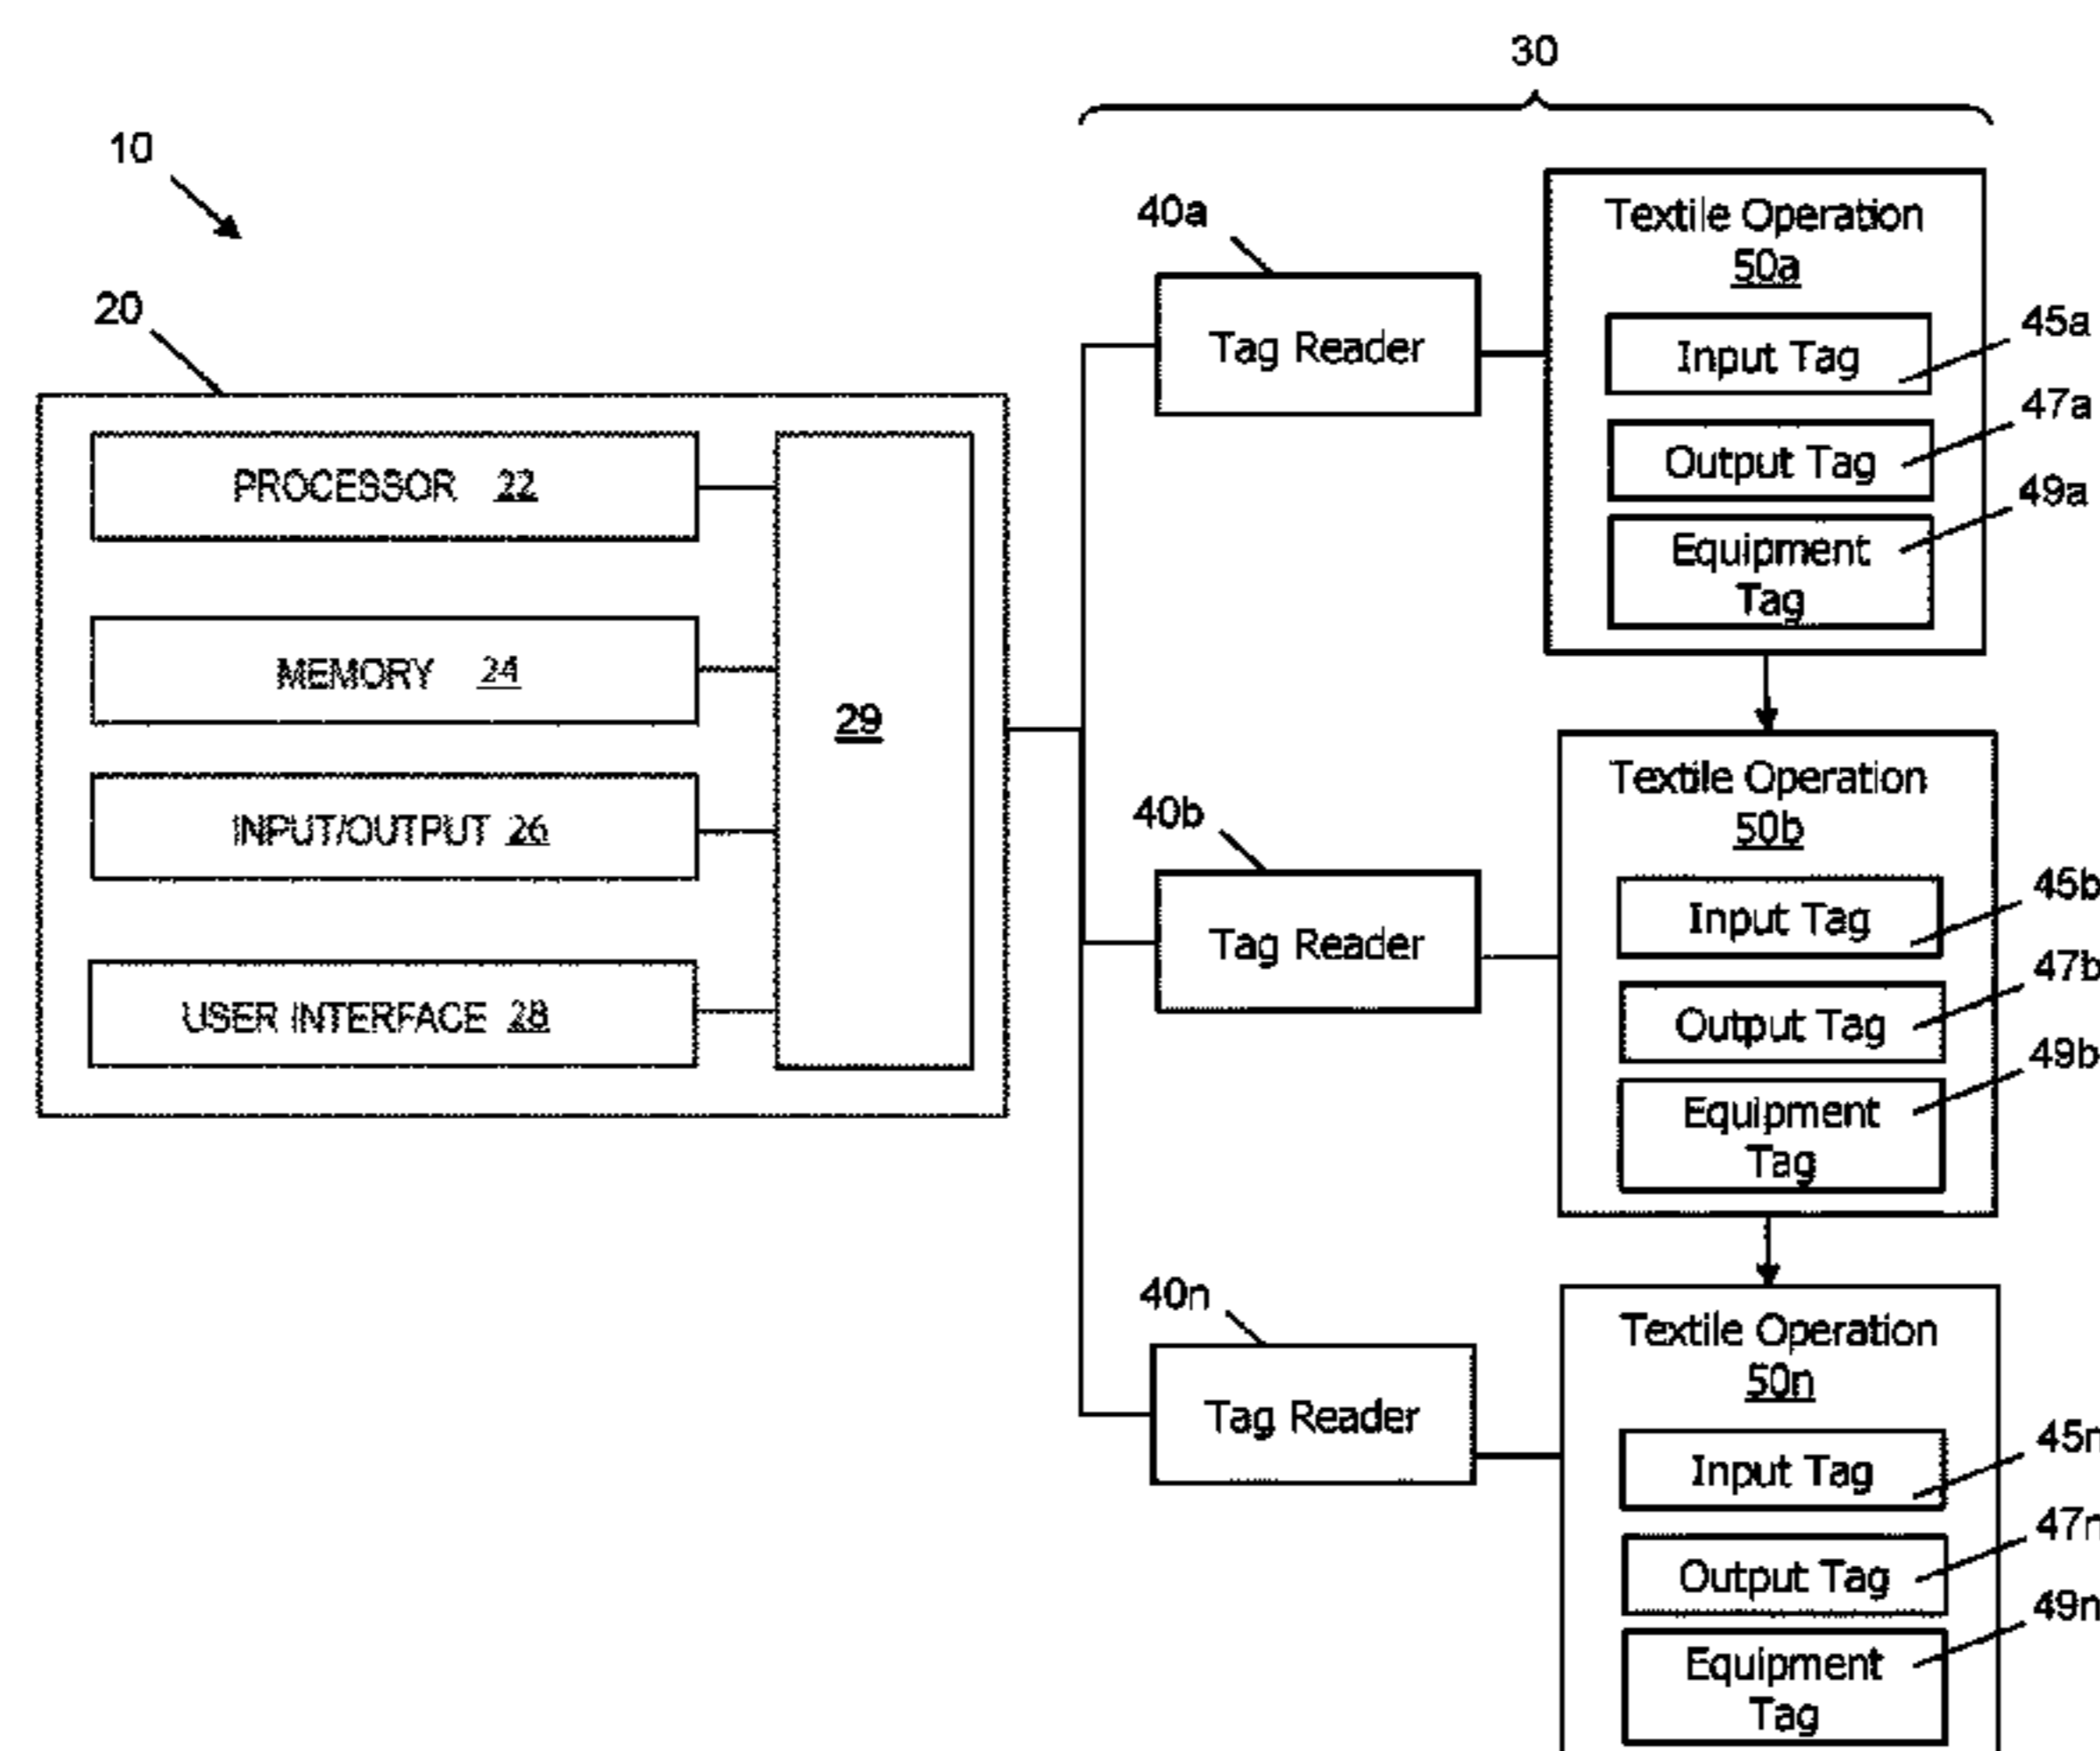 30
10
40a
Textile Operation
50a
20
Tag Reader
Input Tag
45a
Output Tag
47a
Equipment
Tag
49a
PROCESSOR 22
MEMORY 24
29
INPUT/OUTPUT 26
USER INTERFACE 28
40b
Textile Operation
50b
Tag Reader
Input Tag
45b
Output Tag
47b
Equipment
Tag
49b
40n
Textile Operation
50n
Tag Reader
Input Tag
45n
Output Tag
47n
Equipment
Tag
49n